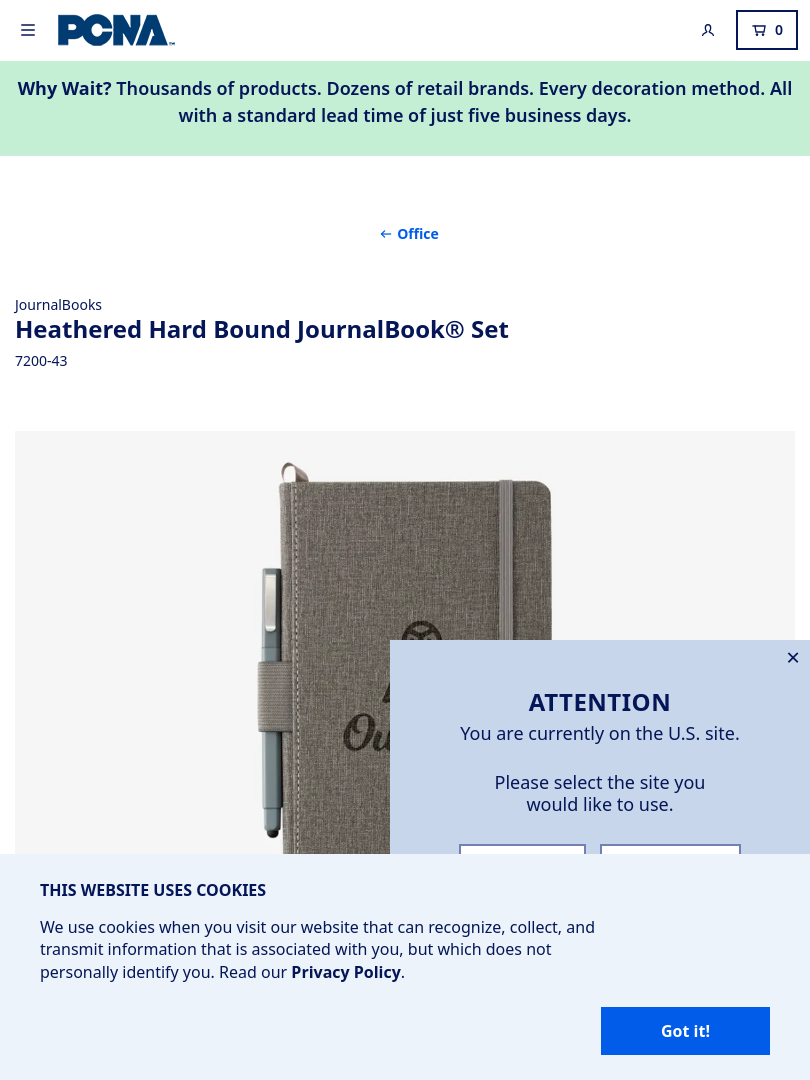 PCNA
0
Why Wait? Thousands of products. Dozens of retail brands. Every decoration method. All
with a standard lead time of just five business days.
← Office
JournalBooks
Heathered Hard Bound JournalBook® Set
7200-43
ATTENTION
You are currently on the U.S. site.
Please select the site you
would like to use.
THIS WEBSITE USES COOKIES
We use cookies when you visit our website that can recognize, collect, and
transmit information that is associated with you, but which does not
personally identify you. Read our Privacy Policy.
Got it!